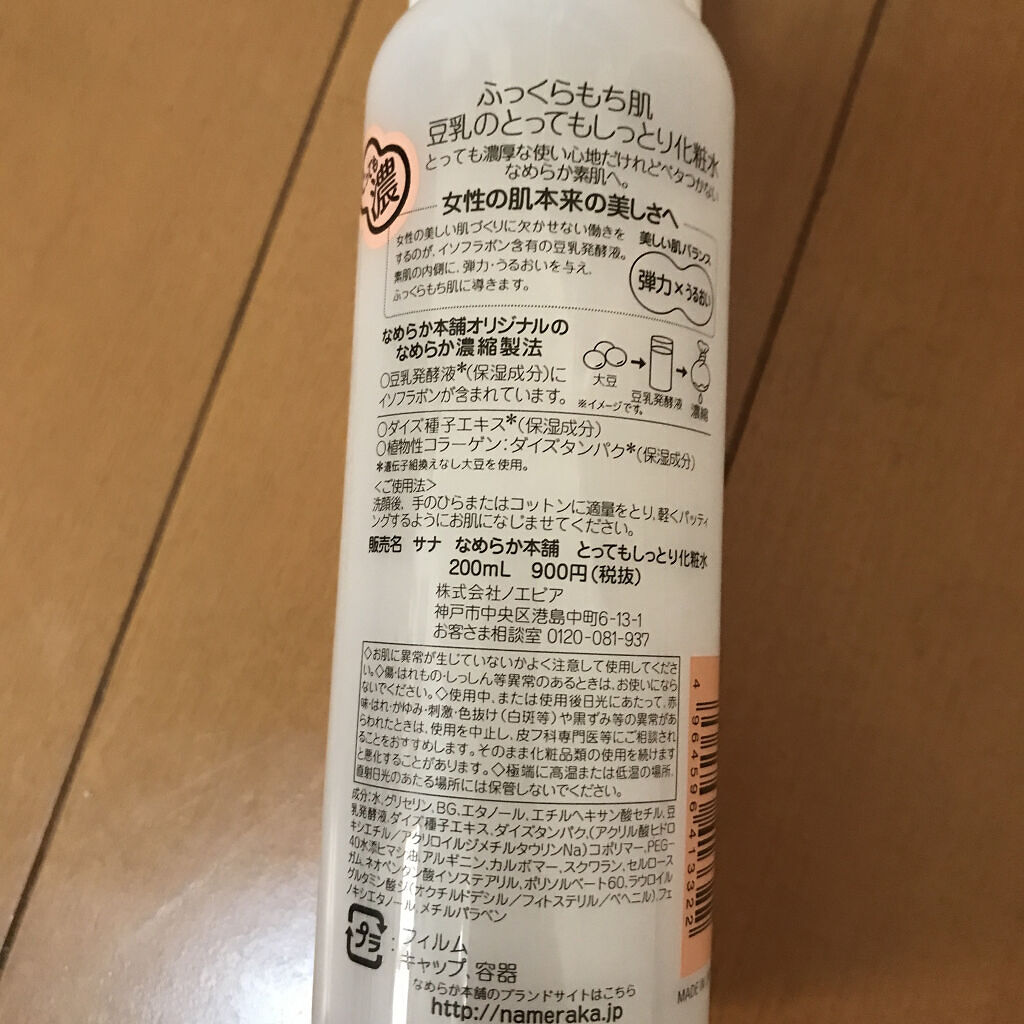 ふっくらもち肌
豆乳のとってもしっとり化粧水
とっても濃厚な使い心地だけれどベタつかない
なめらか素肌へ。
濃
女性の肌本来の美しさへ
女性の美しい肌づくりに欠かせない働きを
するのが、イソフラボン含有の豆乳発酵液。
素肌の内側に、弾力・うるおいを与え、
ふっくらもち肌に導きます。
美しい肌バランス
弾力×うるおい
なめらか本舗オリジナルの
なめらか濃縮製法
○豆乳発酵液*(保湿成分)に
イソフラボンが含まれています。
大豆
豆乳発酵液
濃縮
※イメージです。
○ダイズ種子エキス*(保湿成分)
○植物性コラーゲン:ダイズタンパク*(保湿成分)
*遺伝子組換えなし大豆を使用。
<ご使用法>
洗顔後、手のひらまたはコットンに適量をとり、軽くパッティ
ングするようにお肌になじませてください。
販売名 サナ なめらか本舗 とってもしっとり化粧水
200mL 900円(税抜)
株式会社ノエビア
神戸市中央区港島中町6-13-1
お客さま相談室 0120-081-937
◇お肌に異常が生じていないかよく注意して使用してくださ
い。◇傷・はれもの・しっしん等異常のあるときは、お使いになら
ないでください。◇使用中、または使用後日光にあたって、赤
味・はれ・かゆみ・刺激・色抜け(白斑等)や黒ずみ等の異常があ
らわれたときは、使用を中止し、皮フ科専門医等にご相談され
ることをおすすめします。そのまま化粧品類の使用を続けますと
と悪化することがあります。◇極端に高温または低温の場所、
直射日光のあたる場所には保管しないでください。
成分:水、グリセリン、BG、エタノール、エチルヘキサン酸セチル、豆
乳発酵液、ダイズ種子エキス、ダイズタンパク、(アクリル酸ヒドロ
キシエチル/アクリロイルジメチルタウリンNa)コポリマー、PEG-
40水添ヒマシ油、アルギニン、カルボマー、スクワラン、セルロース
ガム、ネオペンタン酸イソステアリル、ポリソルベート60、ラウロイル
グルタミン酸ジ(オクチルドデシル/フィトステリル/ベヘニル)、フェ
ノキシエタノール、メチルパラベン
プラ
:フィルム
キャップ、容器
なめらか本舗のブランドサイトはこちら
http://nameraka.jp
4 964596 413322
MADE IN